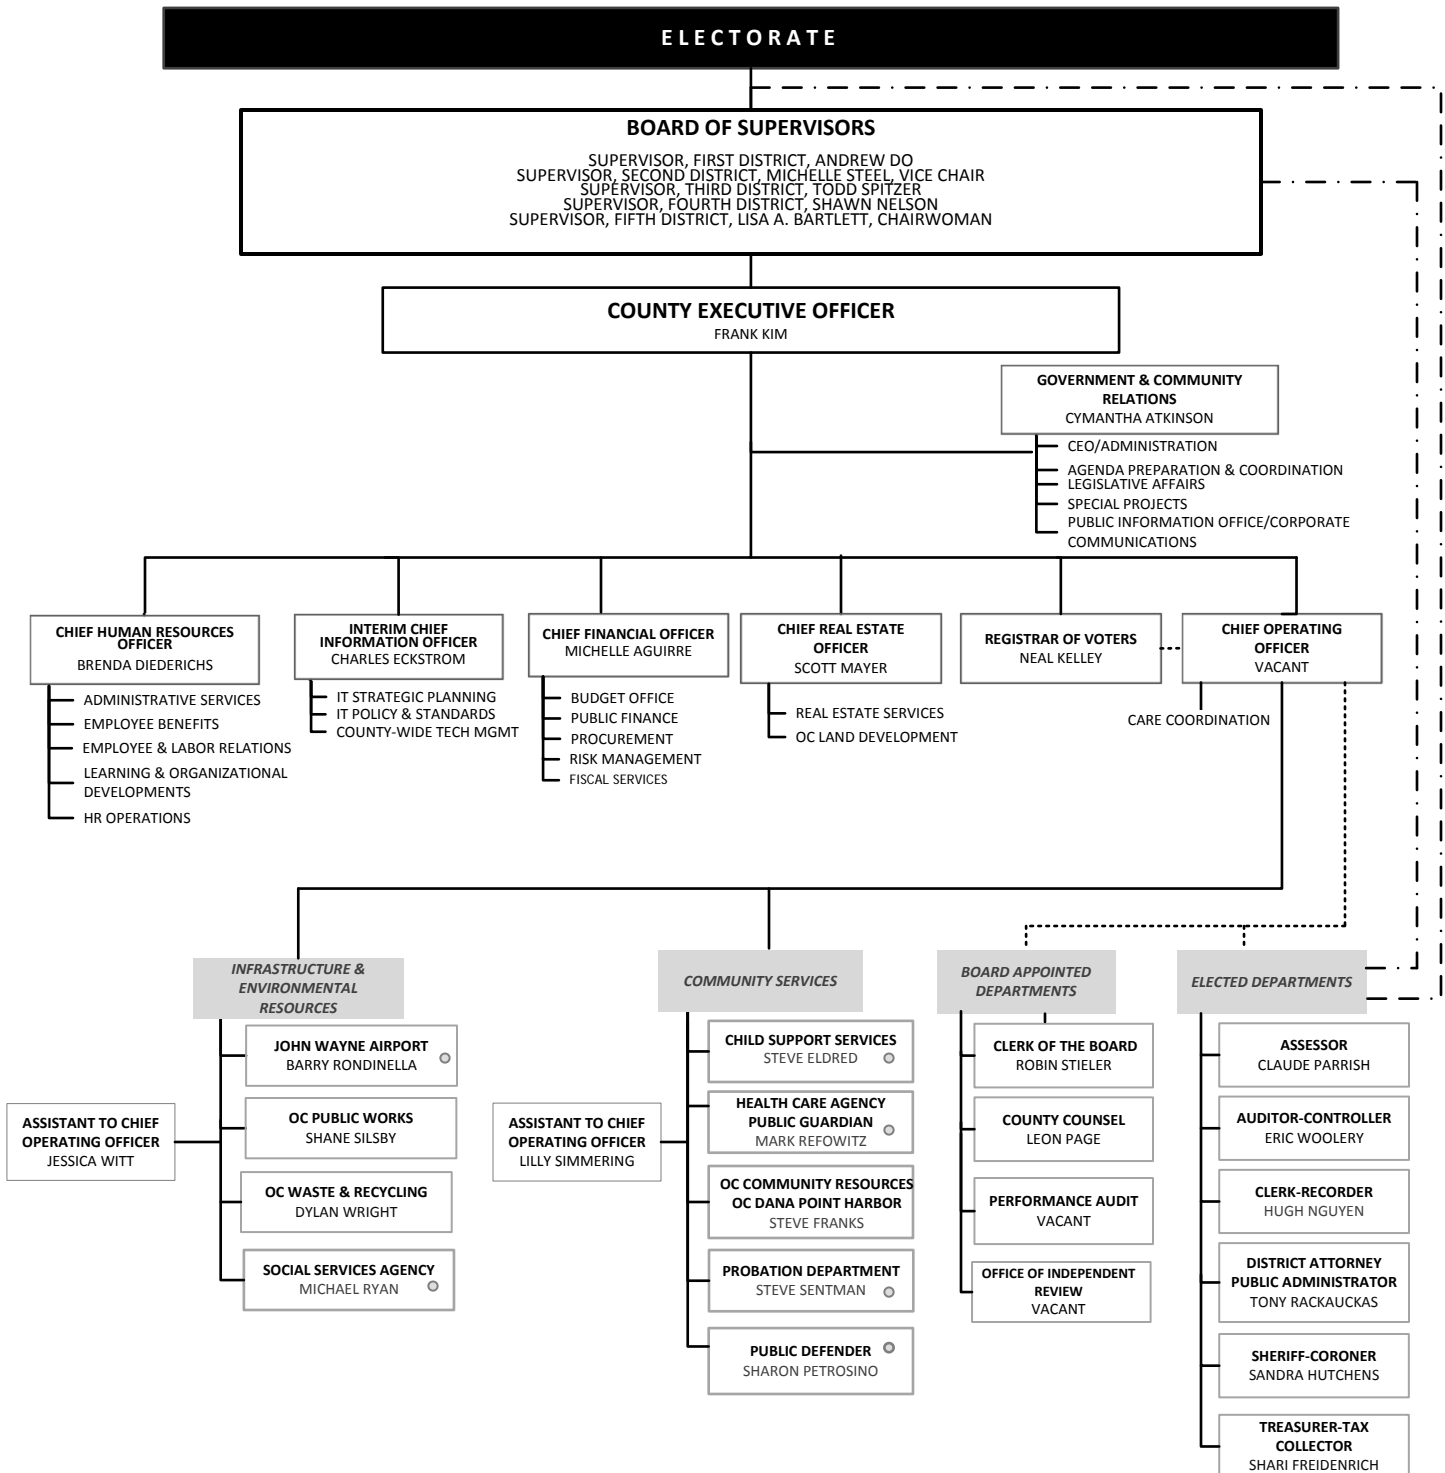 ELECTORATE
BOARD OF SUPERVISORS
SUPERVISOR, FIRST DISTRICT, ANDREW DO
SUPERVISOR, SECOND DISTRICT, MICHELLE STEEL, VICE CHAIR
SUPERVISOR, THIRD DISTRICT, TODD SPITZER
SUPERVISOR, FOURTH DISTRICT, SHAWN NELSON
SUPERVISOR, FIFTH DISTRICT, LISA A. BARTLETT, CHAIRWOMAN
COUNTY EXECUTIVE OFFICER
FRANK KIM
GOVERNMENT & COMMUNITY
RELATIONS
CYMANTHA ATKINSON
CEO/ADMINISTRATION
AGENDA PREPARATION & COORDINATION
LEGISLATIVE AFFAIRS
SPECIAL PROJECTS
PUBLIC INFORMATION OFFICE/CORPORATE
COMMUNICATIONS
CHIEF HUMAN RESOURCES
OFFICER
BRENDA DIEDERICHS
ADMINISTRATIVE SERVICES
EMPLOYEE BENEFITS
EMPLOYEE & LABOR RELATIONS
LEARNING & ORGANIZATIONAL
DEVELOPMENTS
HR OPERATIONS
INTERIM CHIEF
INFORMATION OFFICER
CHARLES ECKSTROM
IT STRATEGIC PLANNING
IT POLICY & STANDARDS
COUNTY-WIDE TECH MGMT
CHIEF FINANCIAL OFFICER
MICHELLE AGUIRRE
BUDGET OFFICE
PUBLIC FINANCE
PROCUREMENT
RISK MANAGEMENT
FISCAL SERVICES
CHIEF REAL ESTATE
OFFICER
SCOTT MAYER
REAL ESTATE SERVICES
OC LAND DEVELOPMENT
REGISTRAR OF VOTERS
NEAL KELLEY
CHIEF OPERATING
OFFICER
VACANT
CARE COORDINATION
INFRASTRUCTURE &
ENVIRONMENTAL
RESOURCES
JOHN WAYNE AIRPORT
BARRY RONDINELLA
OC PUBLIC WORKS
SHANE SILSBY
ASSISTANT TO CHIEF
OPERATING OFFICER
JESSICA WITT
OC WASTE & RECYCLING
DYLAN WRIGHT
SOCIAL SERVICES AGENCY
MICHAEL RYAN
COMMUNITY SERVICES
CHILD SUPPORT SERVICES
STEVE ELDRED
HEALTH CARE AGENCY
PUBLIC GUARDIAN
MARK REFOWITZ
ASSISTANT TO CHIEF
OPERATING OFFICER
LILLY SIMMERING
OC COMMUNITY RESOURCES
OC DANA POINT HARBOR
STEVE FRANKS
PROBATION DEPARTMENT
STEVE SENTMAN
PUBLIC DEFENDER
SHARON PETROSINO
BOARD APPOINTED
DEPARTMENTS
CLERK OF THE BOARD
ROBIN STIELER
COUNTY COUNSEL
LEON PAGE
PERFORMANCE AUDIT
VACANT
OFFICE OF INDEPENDENT
REVIEW
VACANT
ELECTED DEPARTMENTS
ASSESSOR
CLAUDE PARRISH
AUDITOR-CONTROLLER
ERIC WOOLERY
CLERK-RECORDER
HUGH NGUYEN
DISTRICT ATTORNEY
PUBLIC ADMINISTRATOR
TONY RACKAUCKAS
SHERIFF-CORONER
SANDRA HUTCHENS
TREASURER-TAX
COLLECTOR
SHARI FREIDENRICH